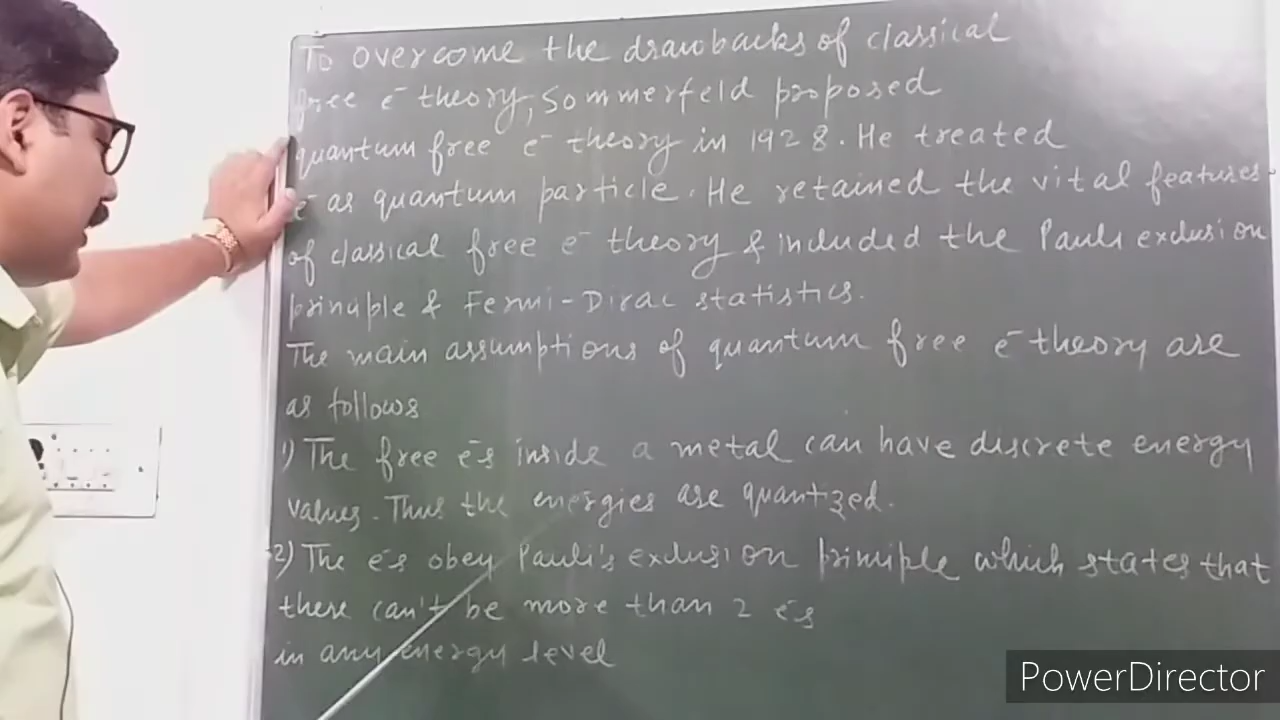 To overcome the drawbacks of classical
free e⁻ theory, Sommerfeld proposed
quantum free e⁻ theory in 1928. He treated
e⁻ as quantum particle. He retained the vital features
of classical free e⁻ theory & included the Pauli exclusion
principle & Fermi-Dirac statistics.
The main assumptions of quantum free e⁻ theory are
as follows
1) The free e⁻s inside a metal can have discrete energy
values. Thus the energies are quantized.
2) The e⁻s obey Pauli's exclusion principle which states that
there can't be more than 2 e⁻s
in any energy level
PowerDirector